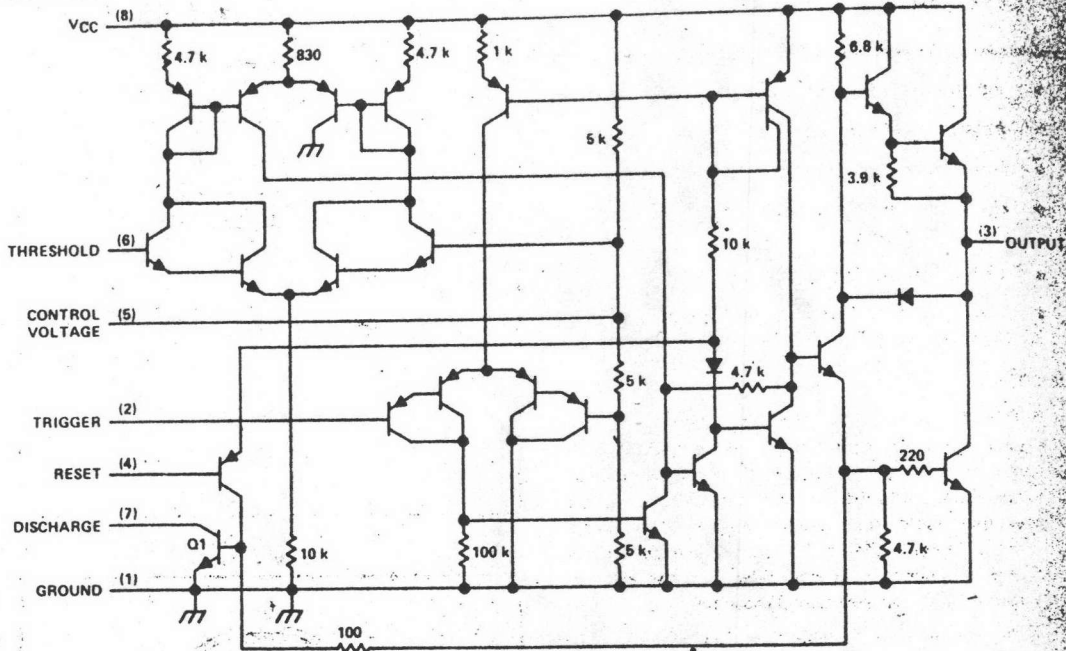 VCC (8)
4.7 k
830
4.7 k
1 k
6.8 k
5 k
3.9 k
THRESHOLD (6)
10 k
(3) OUTPUT
CONTROL VOLTAGE (5)
5 k
4.7 k
TRIGGER (2)
RESET (4)
220
DISCHARGE (7)
Q1
10 k
100 k
5 k
4.7 k
GROUND (1)
100